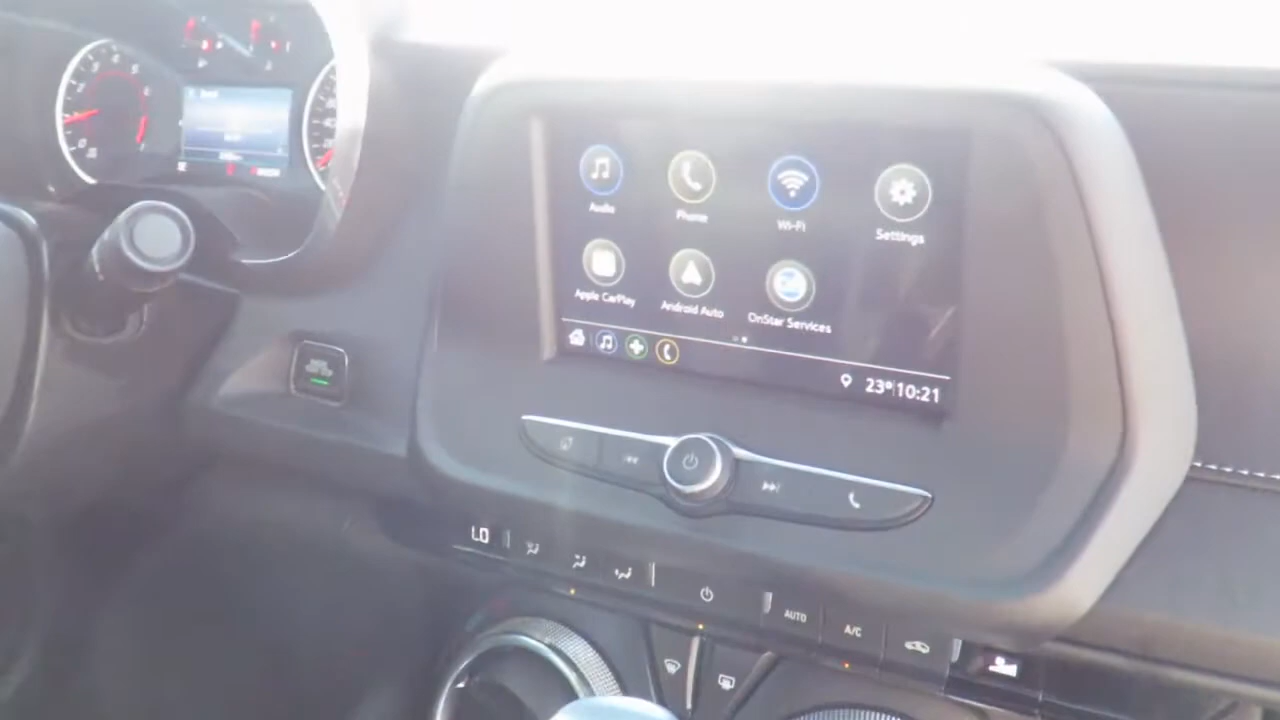 Audio
Phone
Wi-Fi
Settings
Apple CarPlay
Android Auto
OnStar Services
23° 10:21
LO
AUTO
A/C